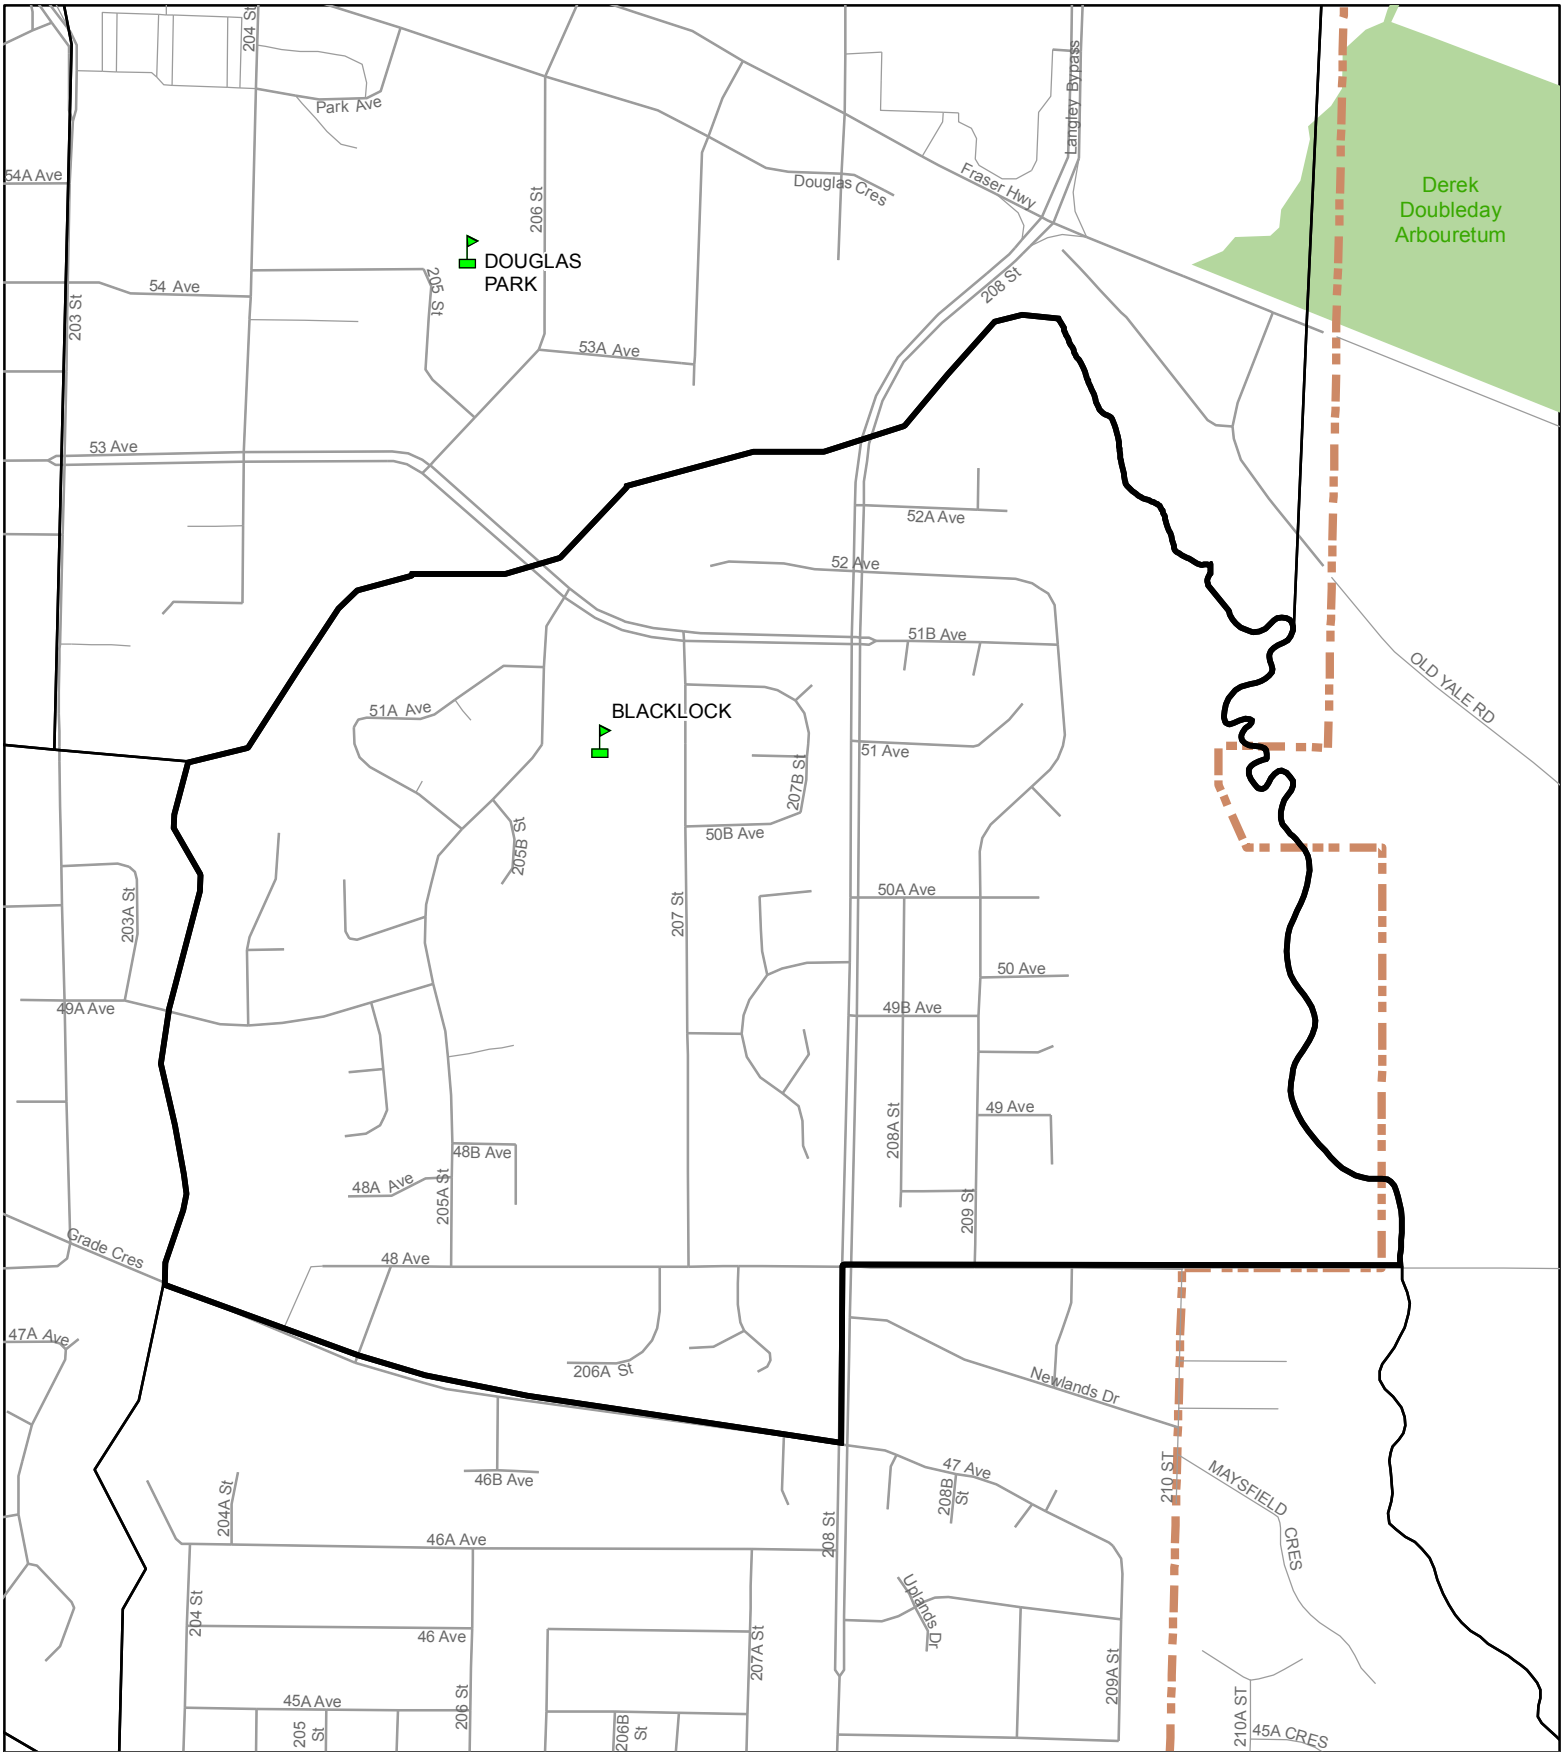 204 St
Park Ave
Langley Bypass
54A Ave
Douglas Cres
Fraser Hwy
Derek
Doubleday
Arbouretum
206 St
DOUGLAS
PARK
54 Ave
205 St
203 St
208 St
53A Ave
53 Ave
52A Ave
52 Ave
51B Ave
OLD YALE RD
51A Ave
BLACKLOCK
51 Ave
207B St
50B Ave
205B St
203A St
207 St
50A Ave
50 Ave
49A Ave
49B Ave
49 Ave
208A St
48B Ave
48A Ave
205A St
209 St
Grade Cres
48 Ave
47A Ave
206A St
Newlands Dr
46B Ave
47 Ave
208B
St
210 ST
MAYSFIELD
CRES
204A St
46A Ave
208 St
Uplands Dr
204 St
46 Ave
207A St
209A St
45A Ave
206 St
205
St
206B
St
210A ST
45A CRES